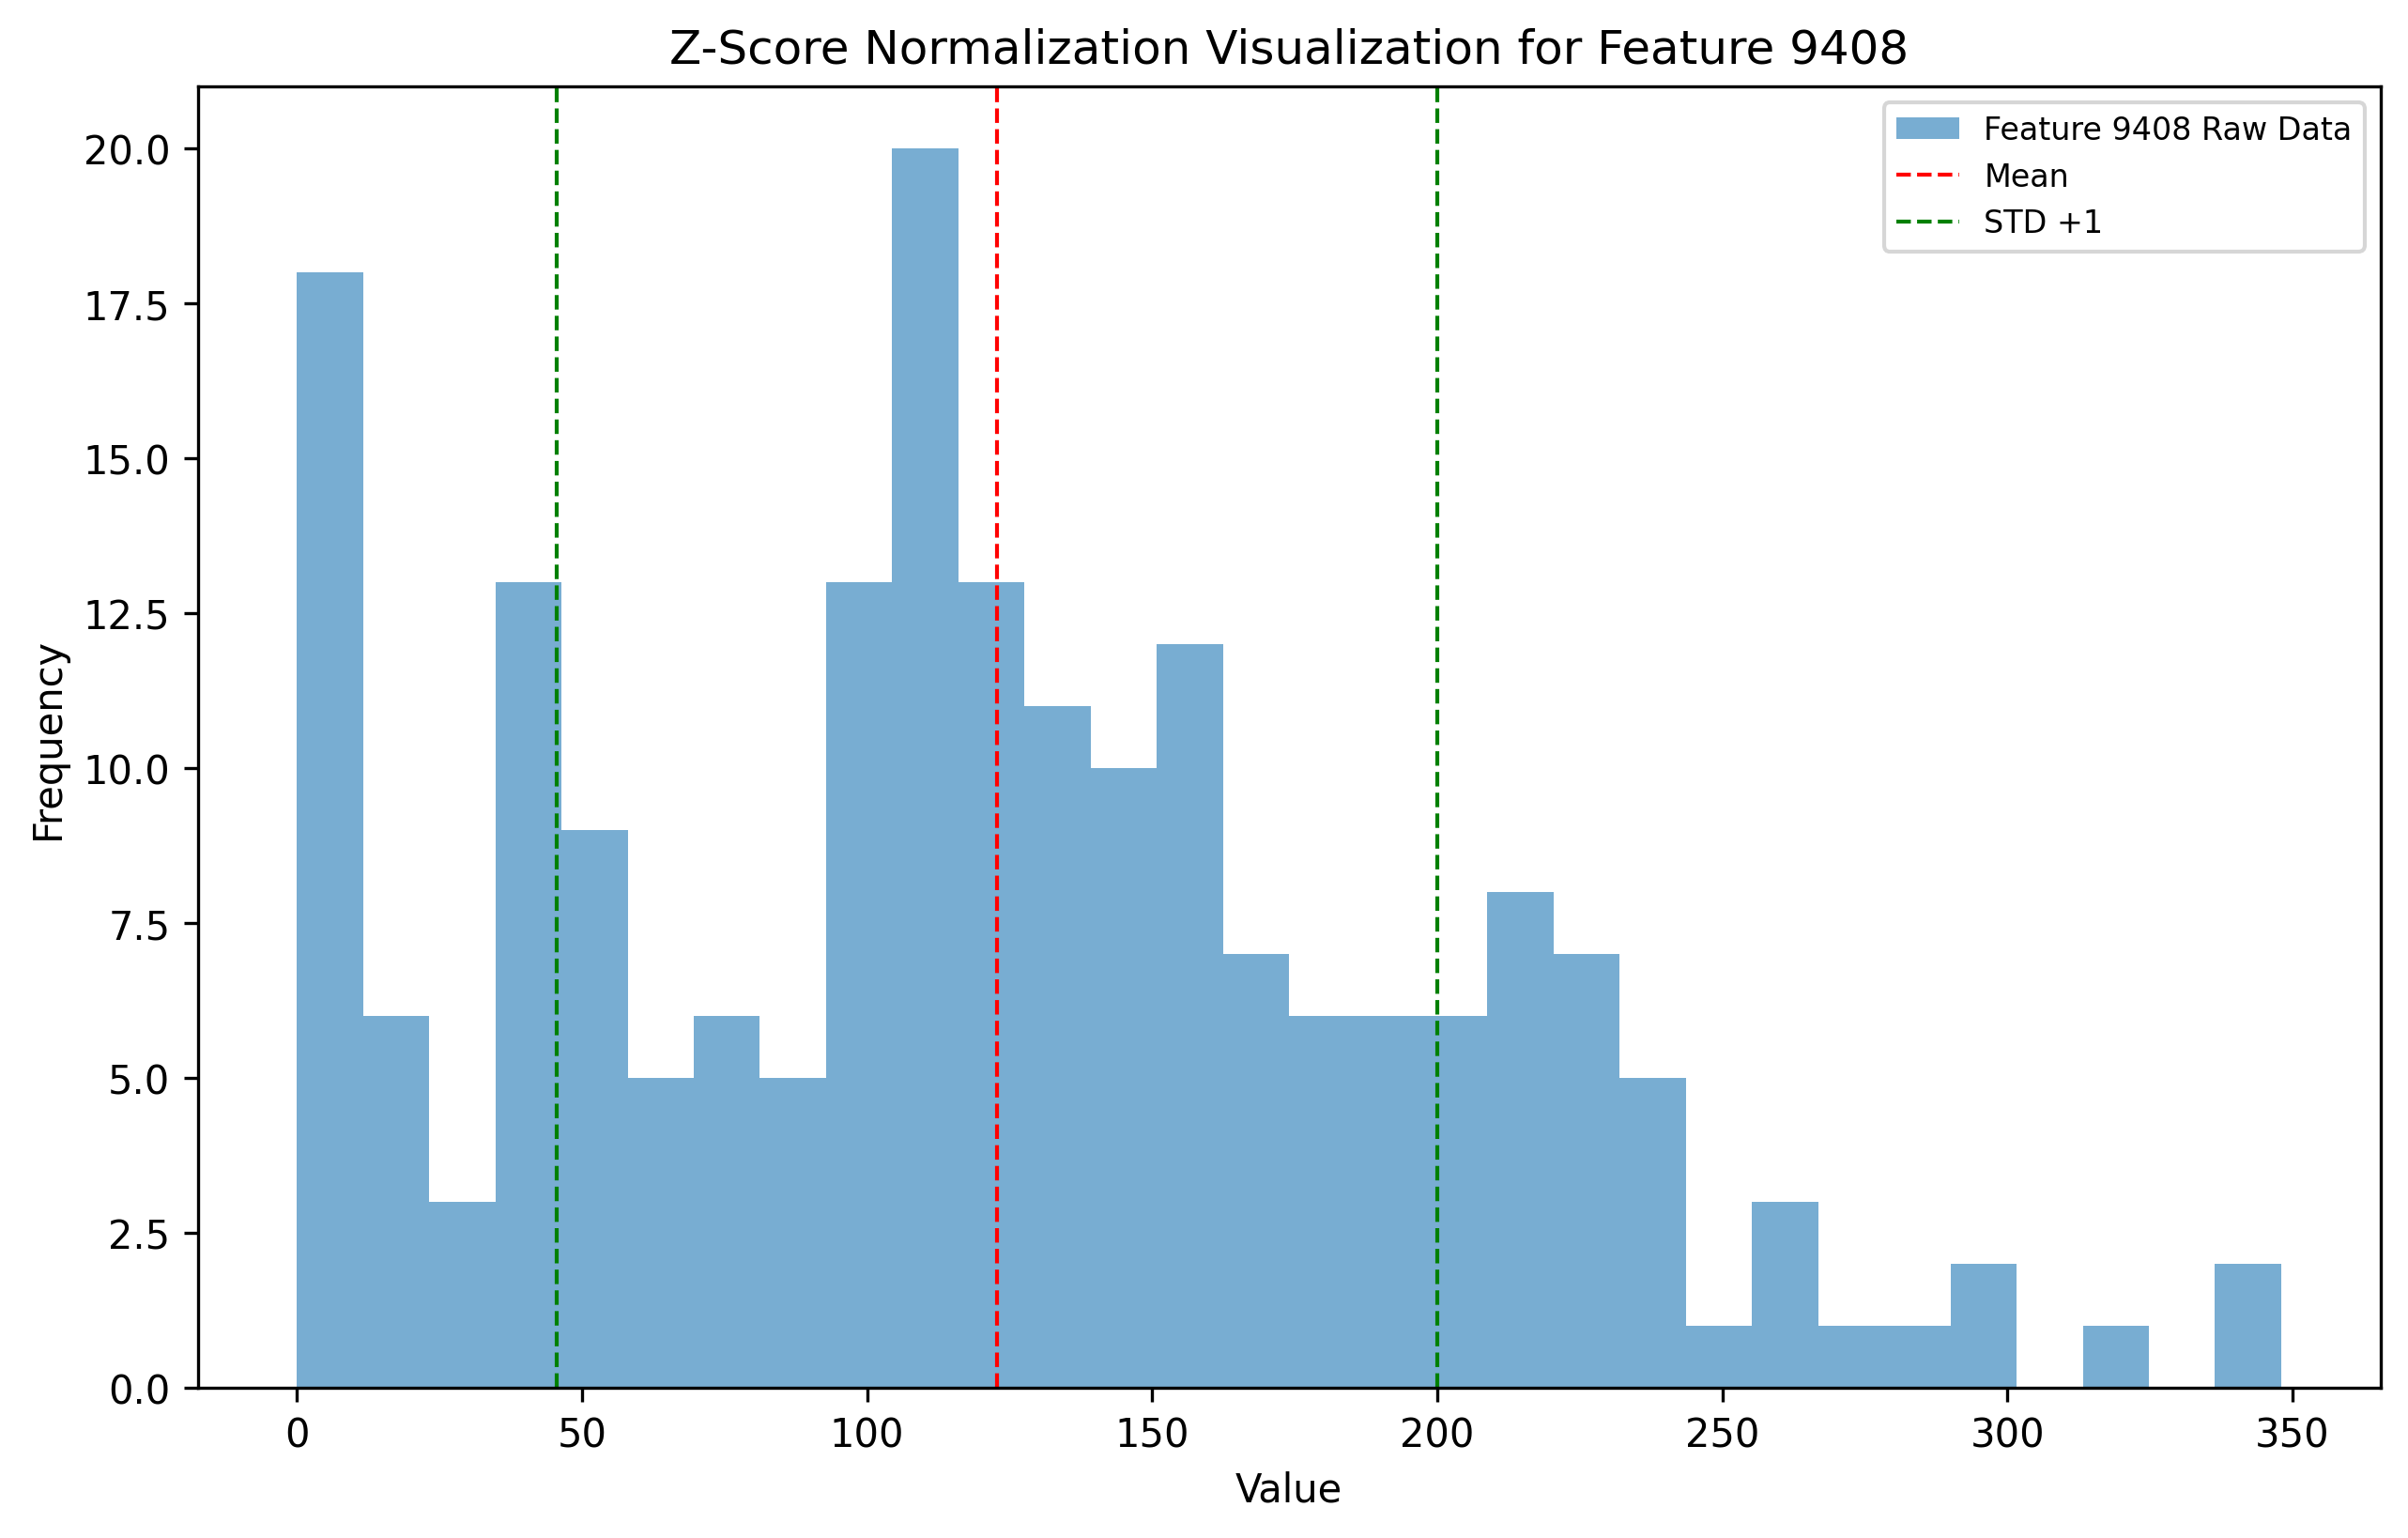 Z-Score Normalization Visualization for Feature 9408
Feature 9408 Raw Data
Mean
STD +1
20.0
17.5
15.0
12.5
10.0
7.5
5.0
2.5
0.0
Frequency
0 50 100 150 200 250 300 350
Value